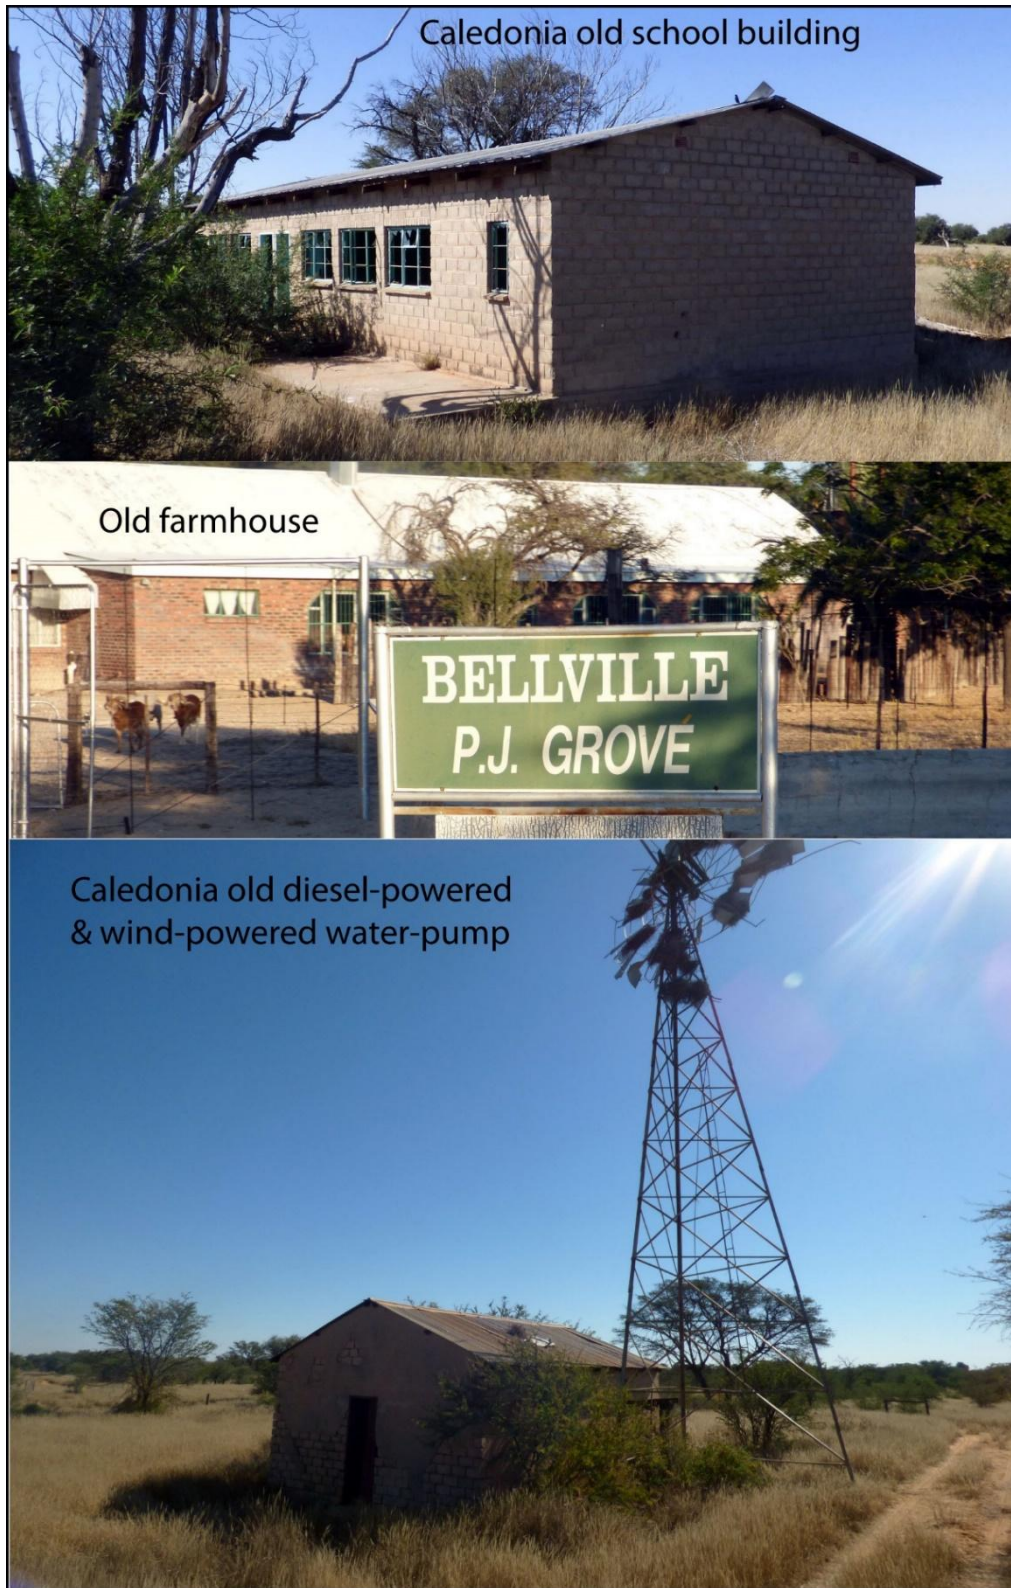 Caledonia old school building
Old farmhouse
BELLVILLE
P.J. GROVÉ
Caledonia old diesel-powered
& wind-powered water-pump